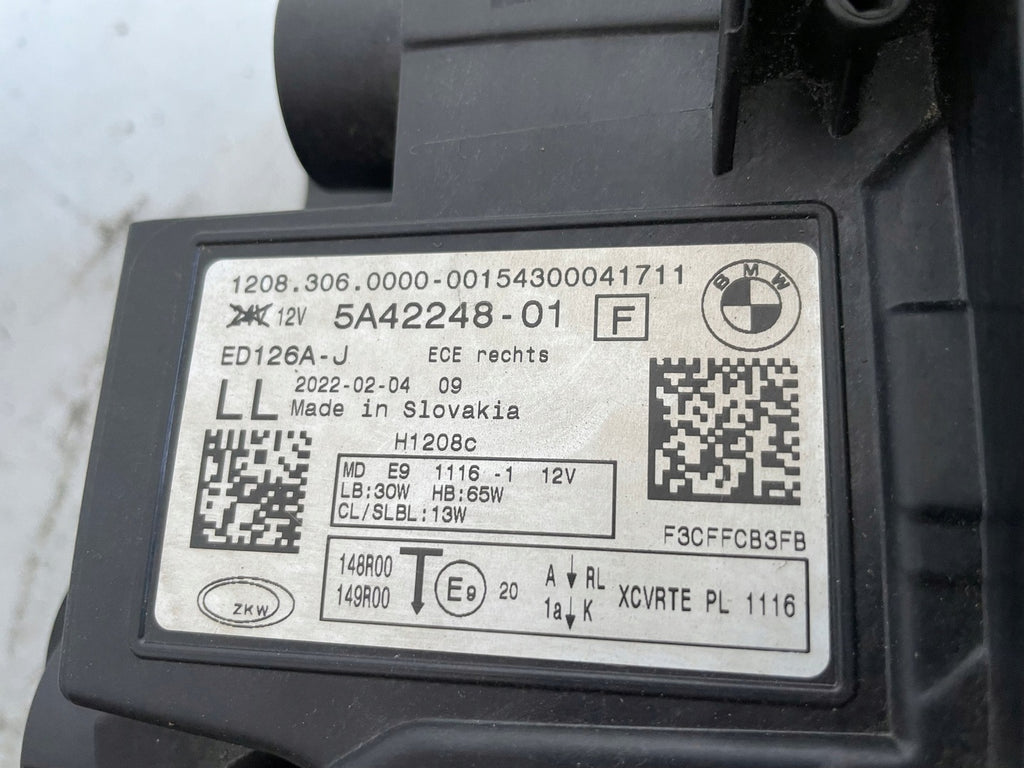 1208.306.0000-00154300041711
24V 12V 5A42248-01 F
BMW
ED126A-J ECE rechts
LL 2022-02-04 09
Made in Slovakia
H1208c
MD E9 1116 -1 12V
LB:30W HB:65W
CL/SLBL:13W
F3CFFCB3FB
ZKW
148R00
149R00 T E9 20
A RL
1a K
XCVRTE PL 1116